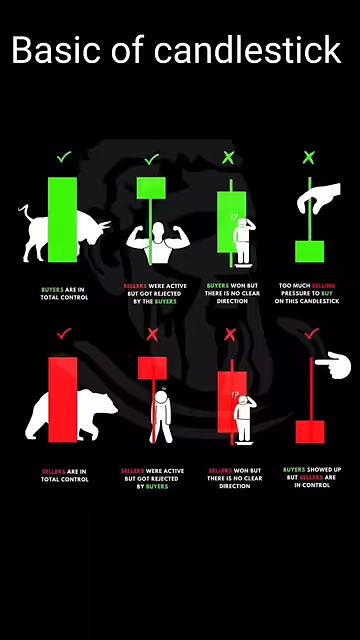 Basic of candlestick
BUYERS ARE IN
TOTAL CONTROL
SELLERS WERE ACTIVE
BUT GOT REJECTED
BY THE BUYERS
BUYERS WON BUT
THERE IS NO CLEAR
DIRECTION
TOO MUCH SELLING
PRESSURE TO BUY
ON THIS CANDLESTICK
!?
SELLERS ARE IN
TOTAL CONTROL
SELLERS WERE ACTIVE
BUT GOT REJECTED
BY BUYERS
SELLERS WON BUT
THERE IS NO CLEAR
DIRECTION
BUYERS SHOWED UP
BUT SELLERS ARE
IN CONTROL
!?